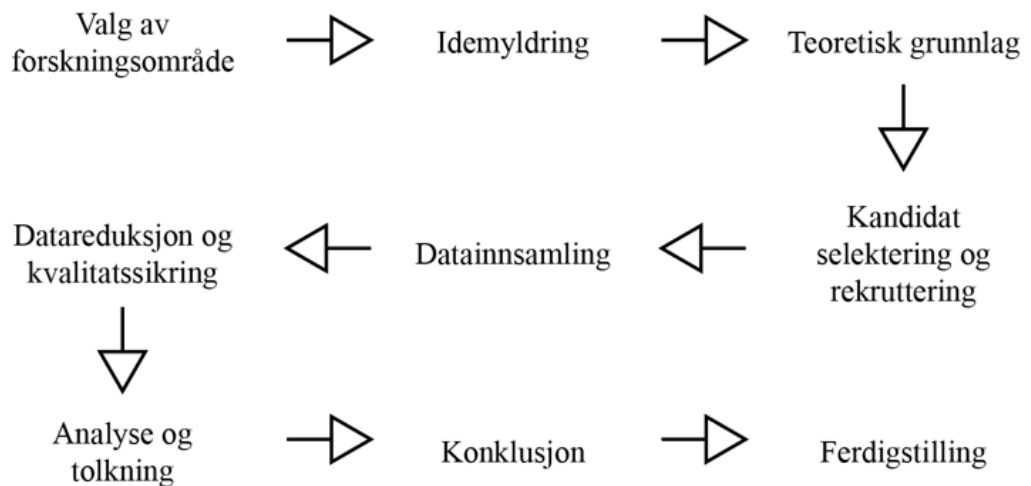 Valg av
forskningsområde
Idemyldring
Teoretisk grunnlag
Kandidat
selektering og
rekruttering
Datainnsamling
Datareduksjon og
kvalitatssikring
Analyse og
tolkning
Konklusjon
Ferdigstilling